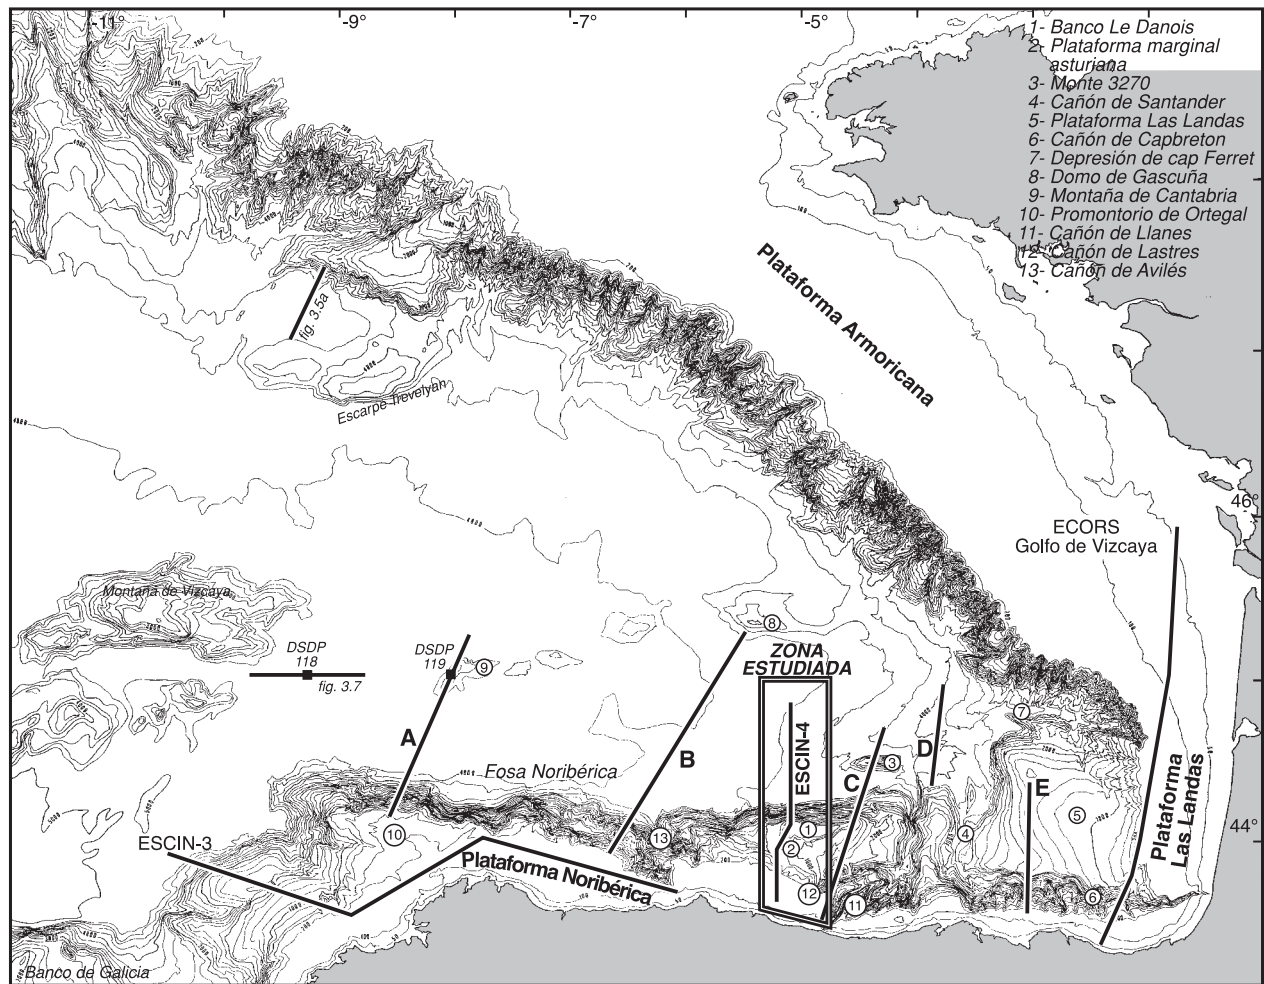 -11°
-9°
-7°
-5°
1- Banco Le Danois
2- Plataforma marginal
asturiana
3- Monte 3270
4- Cañón de Santander
5- Plataforma Las Landas
6- Cañón de Capbreton
7- Depresión de cap Ferret
8- Domo de Gascuña
9- Montaña de Cantabria
10- Promontorio de Ortegal
11- Cañón de Llanes
12- Cañón de Lastres
13- Cañón de Avilés
Plataforma Armoricana
fig. 3.5a
Escarpe Trevelyan
46°
ECORS
Golfo de Vizcaya
Montaña de Vizcaya
8
DSDP
118
fig. 3.7
DSDP
119
9
ZONA
ESTUDIADA
7
A
B
ESCIN-4
C
D
3
E
Fosa Noribérica
5
Plataforma
Las Landas
44°
10
13
1
2
4
ESCIN-3
Plataforma Noribérica
12
11
6
Banco de Galicia